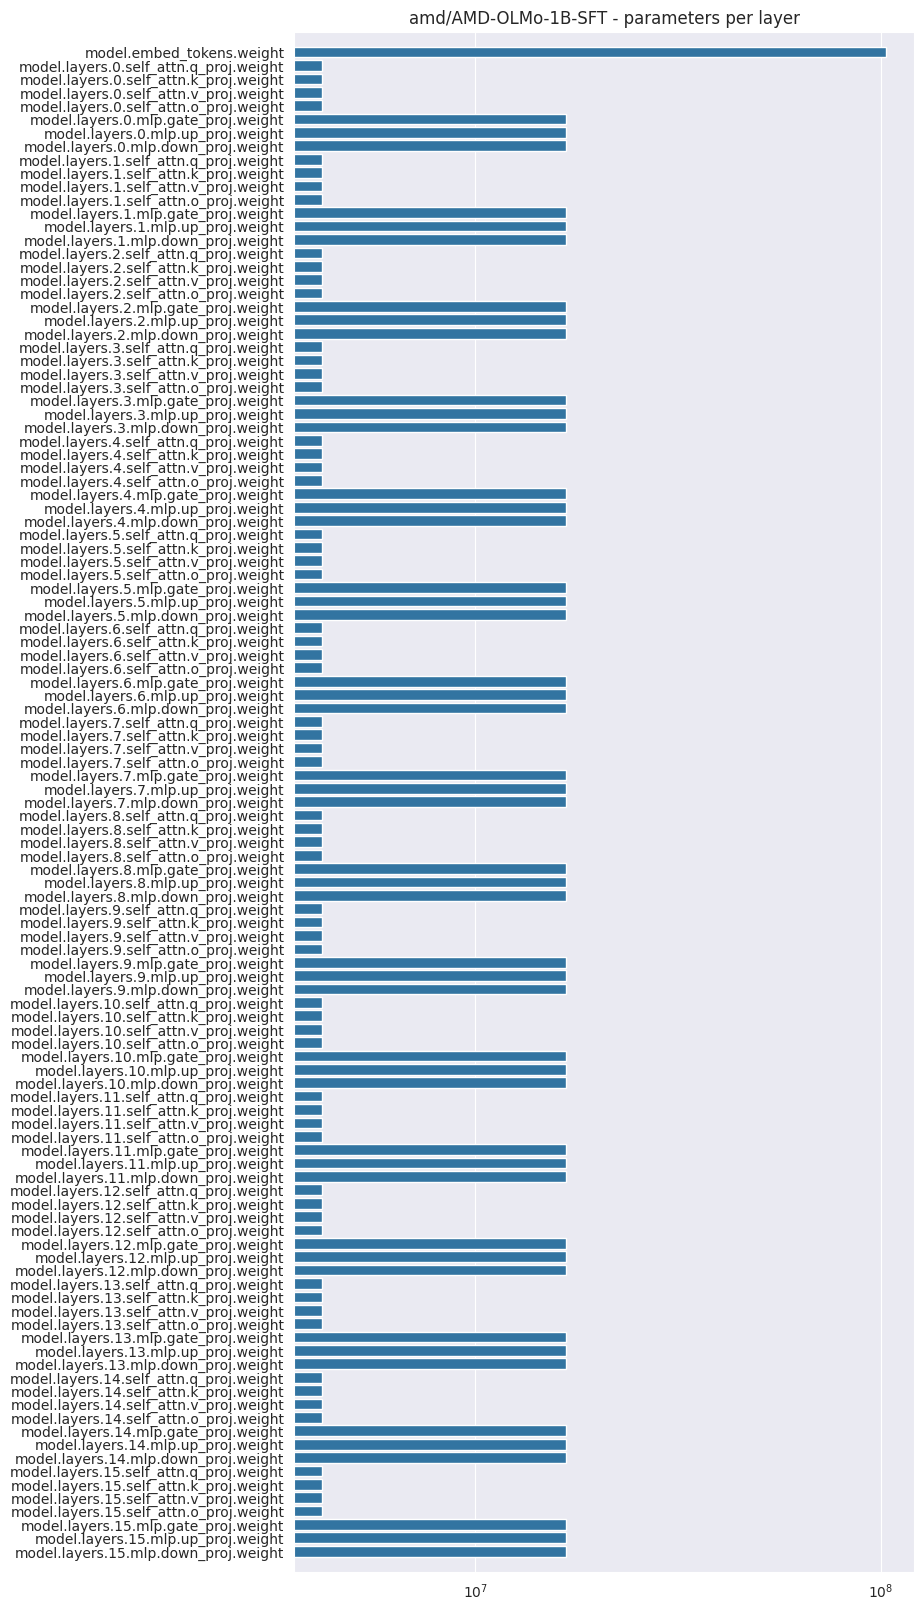 amd/AMD-OLMo-1B-SFT - parameters per layer
model.embed_tokens.weight
model.layers.0.self_attn.q_proj.weight
model.layers.0.self_attn.k_proj.weight
model.layers.0.self_attn.v_proj.weight
model.layers.0.self_attn.o_proj.weight
model.layers.0.mlp.gate_proj.weight
model.layers.0.mlp.up_proj.weight
model.layers.0.mlp.down_proj.weight
model.layers.1.self_attn.q_proj.weight
model.layers.1.self_attn.k_proj.weight
model.layers.1.self_attn.v_proj.weight
model.layers.1.self_attn.o_proj.weight
model.layers.1.mlp.gate_proj.weight
model.layers.1.mlp.up_proj.weight
model.layers.1.mlp.down_proj.weight
model.layers.2.self_attn.q_proj.weight
model.layers.2.self_attn.k_proj.weight
model.layers.2.self_attn.v_proj.weight
model.layers.2.self_attn.o_proj.weight
model.layers.2.mlp.gate_proj.weight
model.layers.2.mlp.up_proj.weight
model.layers.2.mlp.down_proj.weight
model.layers.3.self_attn.q_proj.weight
model.layers.3.self_attn.k_proj.weight
model.layers.3.self_attn.v_proj.weight
model.layers.3.self_attn.o_proj.weight
model.layers.3.mlp.gate_proj.weight
model.layers.3.mlp.up_proj.weight
model.layers.3.mlp.down_proj.weight
model.layers.4.self_attn.q_proj.weight
model.layers.4.self_attn.k_proj.weight
model.layers.4.self_attn.v_proj.weight
model.layers.4.self_attn.o_proj.weight
model.layers.4.mlp.gate_proj.weight
model.layers.4.mlp.up_proj.weight
model.layers.4.mlp.down_proj.weight
model.layers.5.self_attn.q_proj.weight
model.layers.5.self_attn.k_proj.weight
model.layers.5.self_attn.v_proj.weight
model.layers.5.self_attn.o_proj.weight
model.layers.5.mlp.gate_proj.weight
model.layers.5.mlp.up_proj.weight
model.layers.5.mlp.down_proj.weight
model.layers.6.self_attn.q_proj.weight
model.layers.6.self_attn.k_proj.weight
model.layers.6.self_attn.v_proj.weight
model.layers.6.self_attn.o_proj.weight
model.layers.6.mlp.gate_proj.weight
model.layers.6.mlp.up_proj.weight
model.layers.6.mlp.down_proj.weight
model.layers.7.self_attn.q_proj.weight
model.layers.7.self_attn.k_proj.weight
model.layers.7.self_attn.v_proj.weight
model.layers.7.self_attn.o_proj.weight
model.layers.7.mlp.gate_proj.weight
model.layers.7.mlp.up_proj.weight
model.layers.7.mlp.down_proj.weight
model.layers.8.self_attn.q_proj.weight
model.layers.8.self_attn.k_proj.weight
model.layers.8.self_attn.v_proj.weight
model.layers.8.self_attn.o_proj.weight
model.layers.8.mlp.gate_proj.weight
model.layers.8.mlp.up_proj.weight
model.layers.8.mlp.down_proj.weight
model.layers.9.self_attn.q_proj.weight
model.layers.9.self_attn.k_proj.weight
model.layers.9.self_attn.v_proj.weight
model.layers.9.self_attn.o_proj.weight
model.layers.9.mlp.gate_proj.weight
model.layers.9.mlp.up_proj.weight
model.layers.9.mlp.down_proj.weight
model.layers.10.self_attn.q_proj.weight
model.layers.10.self_attn.k_proj.weight
model.layers.10.self_attn.v_proj.weight
model.layers.10.self_attn.o_proj.weight
model.layers.10.mlp.gate_proj.weight
model.layers.10.mlp.up_proj.weight
model.layers.10.mlp.down_proj.weight
model.layers.11.self_attn.q_proj.weight
model.layers.11.self_attn.k_proj.weight
model.layers.11.self_attn.v_proj.weight
model.layers.11.self_attn.o_proj.weight
model.layers.11.mlp.gate_proj.weight
model.layers.11.mlp.up_proj.weight
model.layers.11.mlp.down_proj.weight
model.layers.12.self_attn.q_proj.weight
model.layers.12.self_attn.k_proj.weight
model.layers.12.self_attn.v_proj.weight
model.layers.12.self_attn.o_proj.weight
model.layers.12.mlp.gate_proj.weight
model.layers.12.mlp.up_proj.weight
model.layers.12.mlp.down_proj.weight
model.layers.13.self_attn.q_proj.weight
model.layers.13.self_attn.k_proj.weight
model.layers.13.self_attn.v_proj.weight
model.layers.13.self_attn.o_proj.weight
model.layers.13.mlp.gate_proj.weight
model.layers.13.mlp.up_proj.weight
model.layers.13.mlp.down_proj.weight
model.layers.14.self_attn.q_proj.weight
model.layers.14.self_attn.k_proj.weight
model.layers.14.self_attn.v_proj.weight
model.layers.14.self_attn.o_proj.weight
model.layers.14.mlp.gate_proj.weight
model.layers.14.mlp.up_proj.weight
model.layers.14.mlp.down_proj.weight
model.layers.15.self_attn.q_proj.weight
model.layers.15.self_attn.k_proj.weight
model.layers.15.self_attn.v_proj.weight
model.layers.15.self_attn.o_proj.weight
model.layers.15.mlp.gate_proj.weight
model.layers.15.mlp.up_proj.weight
model.layers.15.mlp.down_proj.weight
10⁷ 10⁸